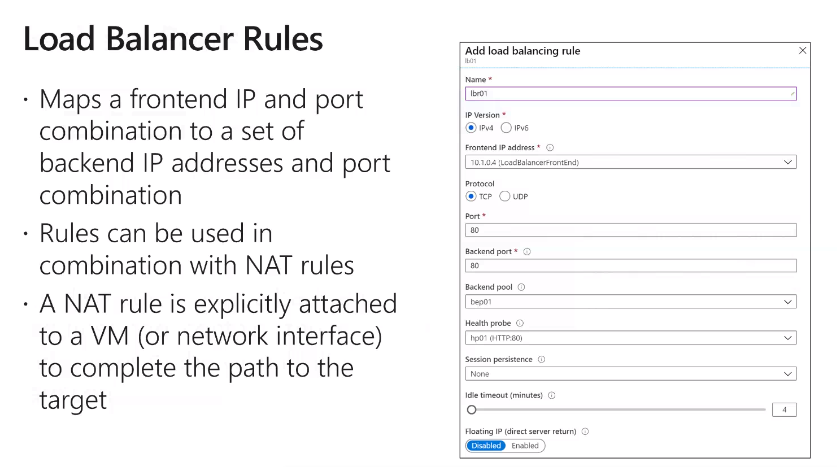 Load Balancer Rules
· Maps a frontend IP and port
combination to a set of
backend IP addresses and port
combination
· Rules can be used in
combination with NAT rules
· A NAT rule is explicitly attached
to a VM (or network interface)
to complete the path to the
target
Add load balancing rule
lb01
Name *
lbr01
IP Version *
IPv4 IPv6
Frontend IP address *
10.1.0.4 (LoadBalancerFrontEnd)
Protocol
TCP UDP
Port *
80
Backend port *
80
Backend pool
bep01
Health probe
hp01 (HTTP:80)
Session persistence
None
Idle timeout (minutes)
4
Floating IP (direct server return)
Disabled Enabled